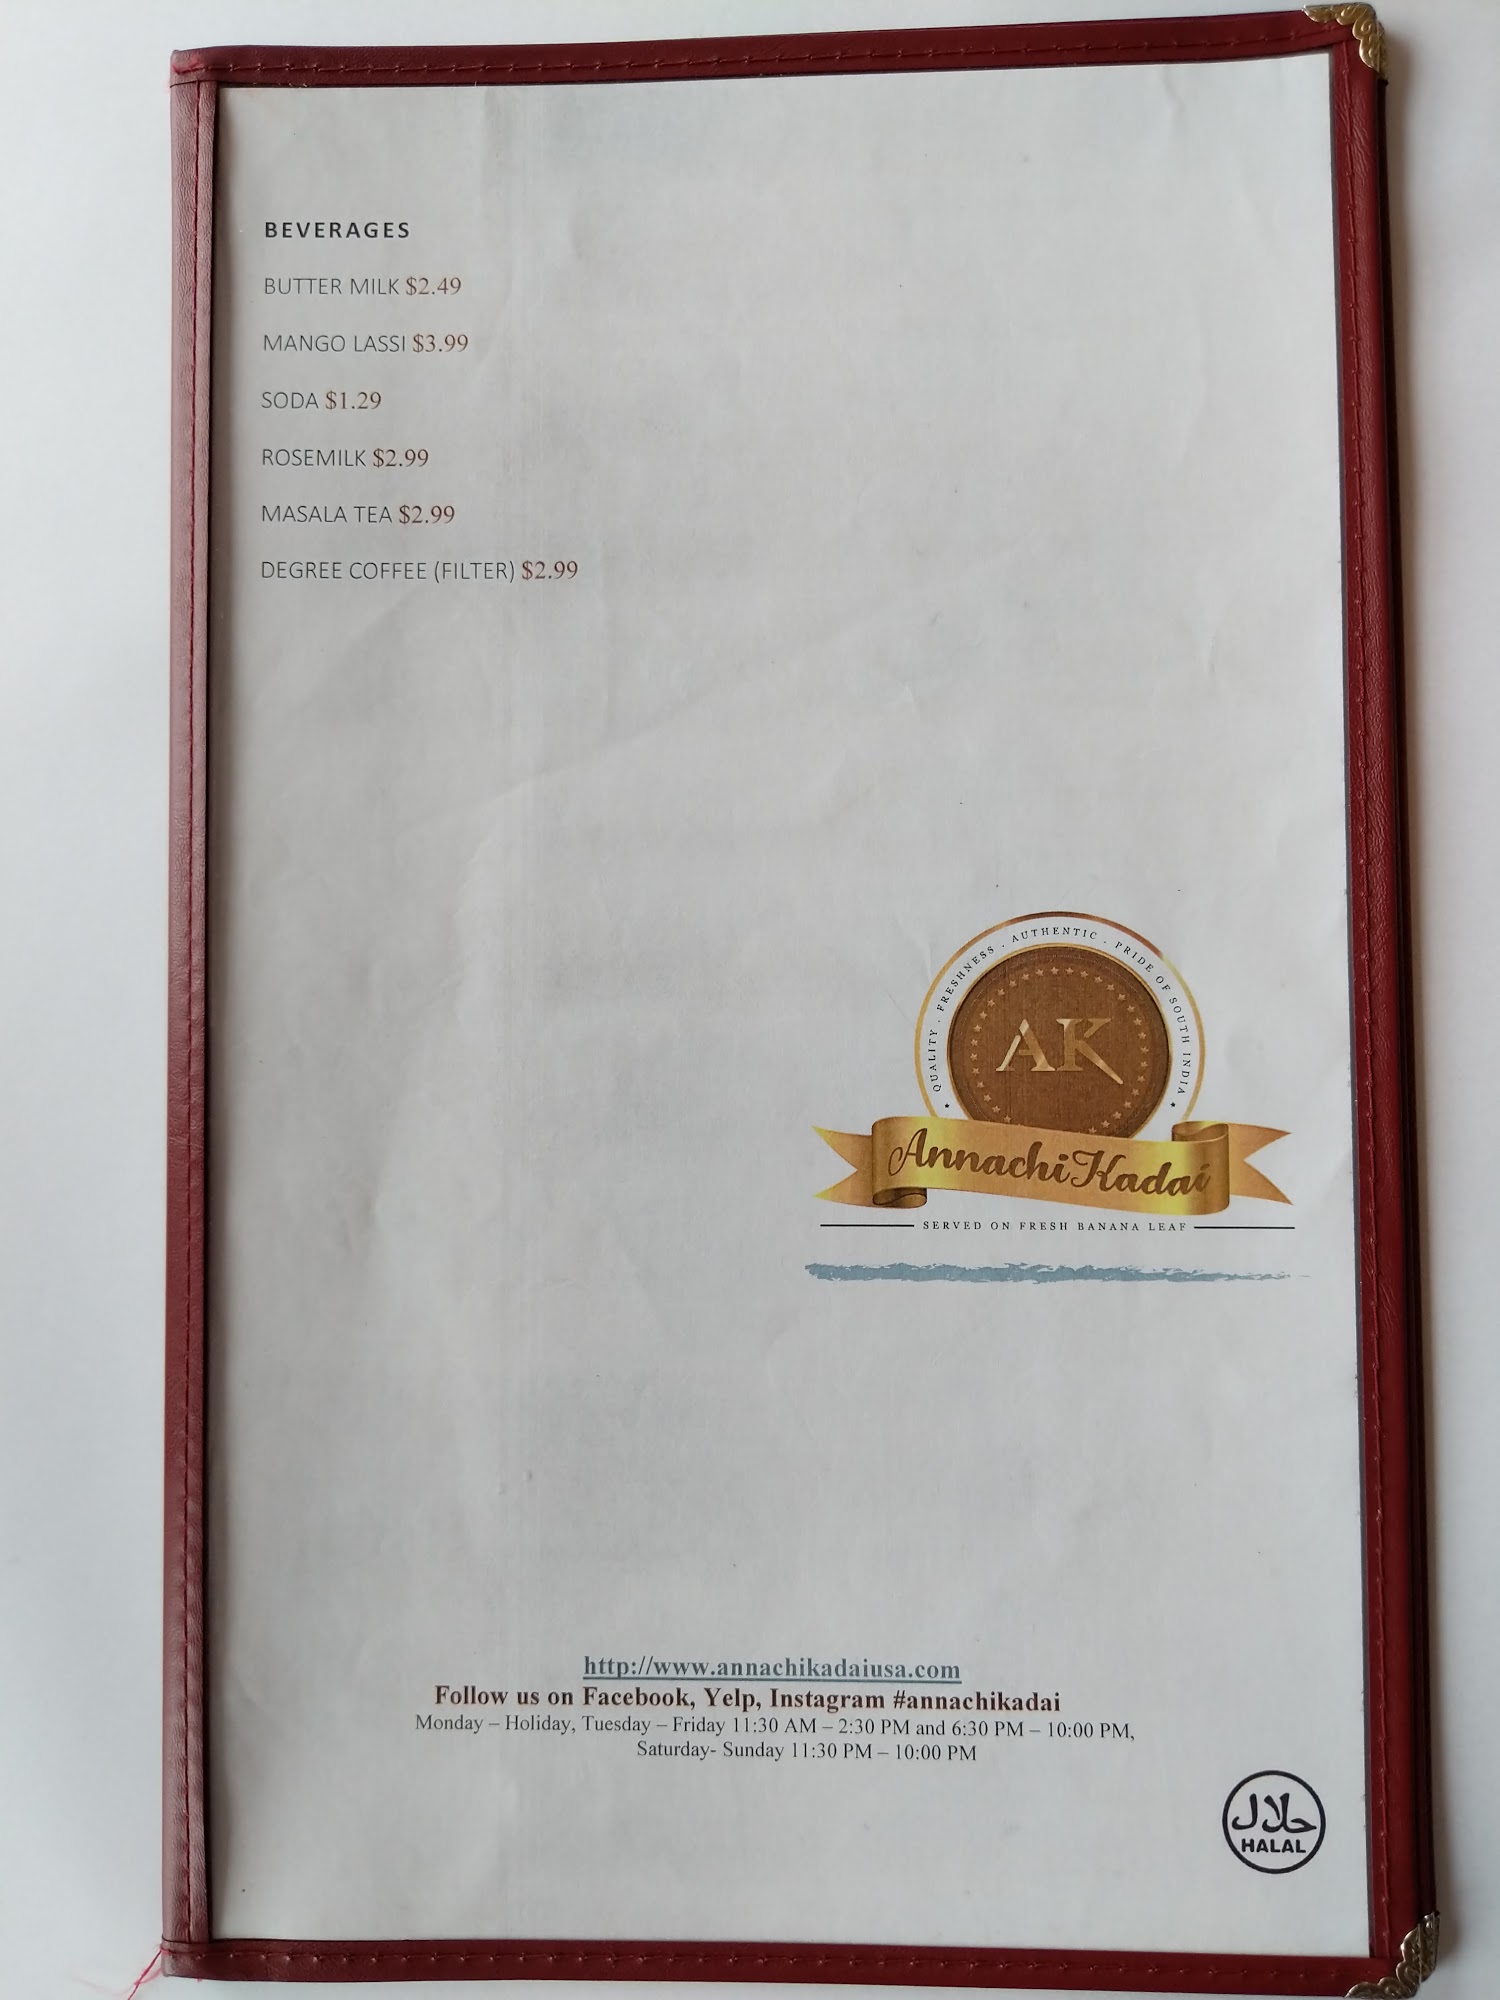 BEVERAGES
BUTTER MILK $2.49
MANGO LASSI $3.99
SODA $1.29
ROSEMILK $2.99
MASALA TEA $2.99
DEGREE COFFEE (FILTER) $2.99
QUALITY . FRESHNESS . AUTHENTIC . PRIDE OF SOUTH INDIA
AK
Annachi Kadai
SERVED ON FRESH BANANA LEAF
http://www.annachikadaiusa.com
Follow us on Facebook, Yelp, Instagram #annachikadai
Monday – Holiday, Tuesday – Friday 11:30 AM – 2:30 PM and 6:30 PM – 10:00 PM,
Saturday- Sunday 11:30 PM – 10:00 PM
حلال
HALAL